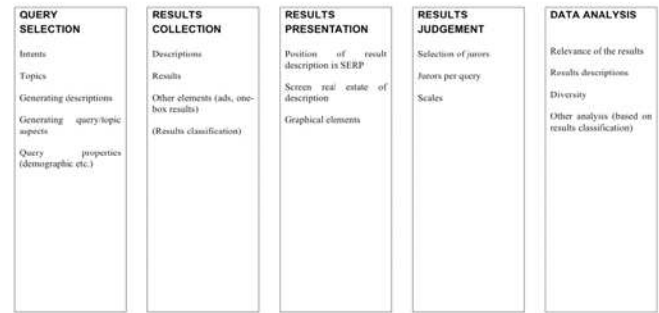 QUERY
SELECTION
Intents
Topics
Generating descriptions
Generating query/topic
aspects
Query properties
(demographic etc.)
RESULTS
COLLECTION
Descriptions
Results
Other elements (ads, one-
box results)
(Results classification)
RESULTS
PRESENTATION
Position of result
description in SERP
Screen real estate of
description
Graphical elements
RESULTS
JUDGEMENT
Selection of jurors
Jurors per query
Scales
DATA ANALYSIS
Relevance of the results
Results descriptions
Diversity
Other analysis (based on
results classification)